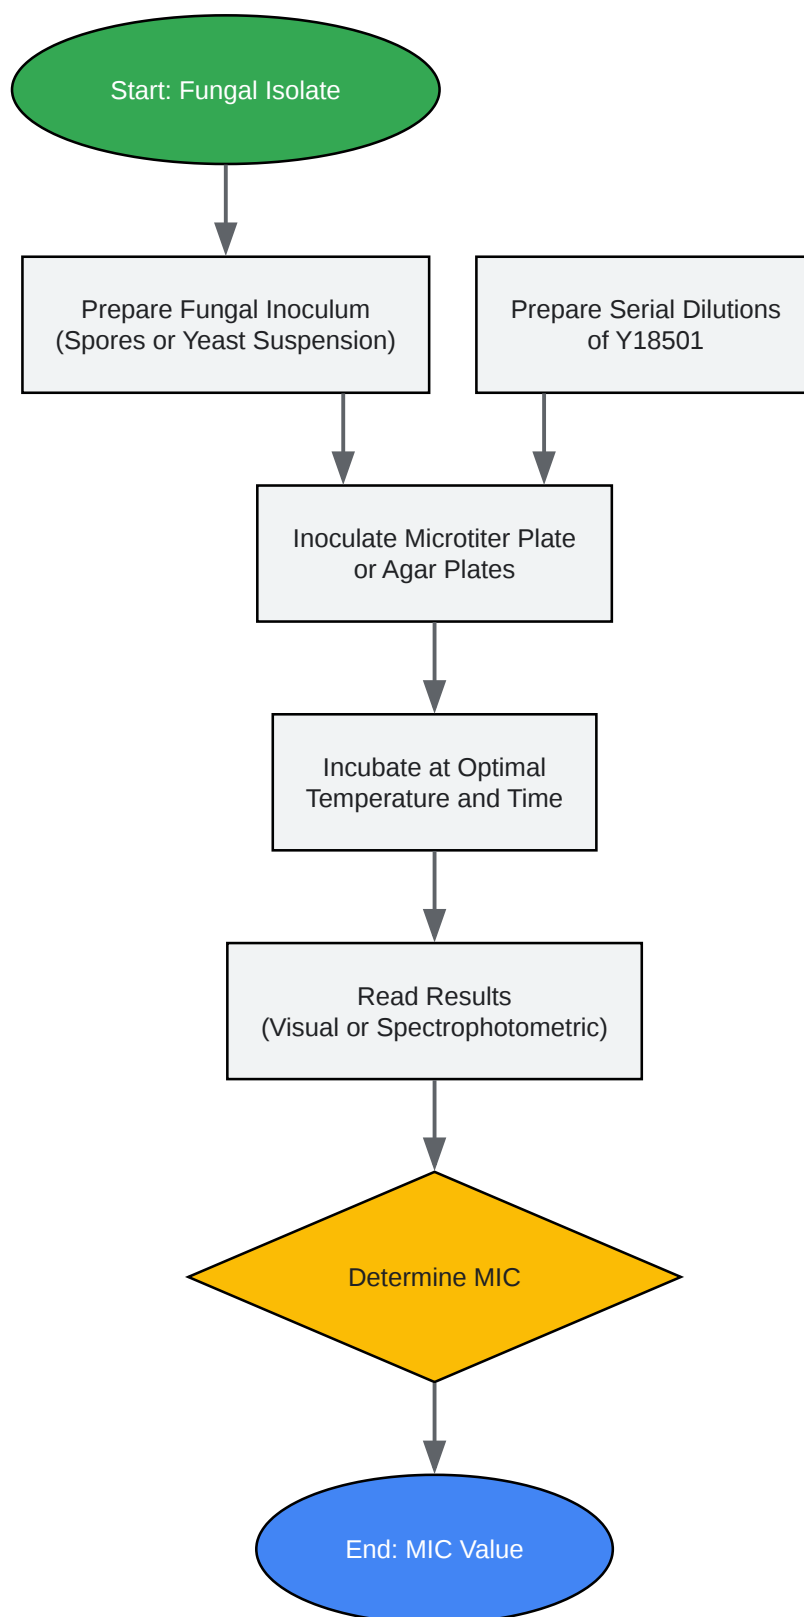 Start: Fungal Isolate
Prepare Fungal Inoculum
(Spores or Yeast Suspension)
Prepare Serial Dilutions
of Y18501
Inoculate Microtiter Plate
or Agar Plates
Incubate at Optimal
Temperature and Time
Read Results
(Visual or Spectrophotometric)
Determine MIC
End: MIC Value